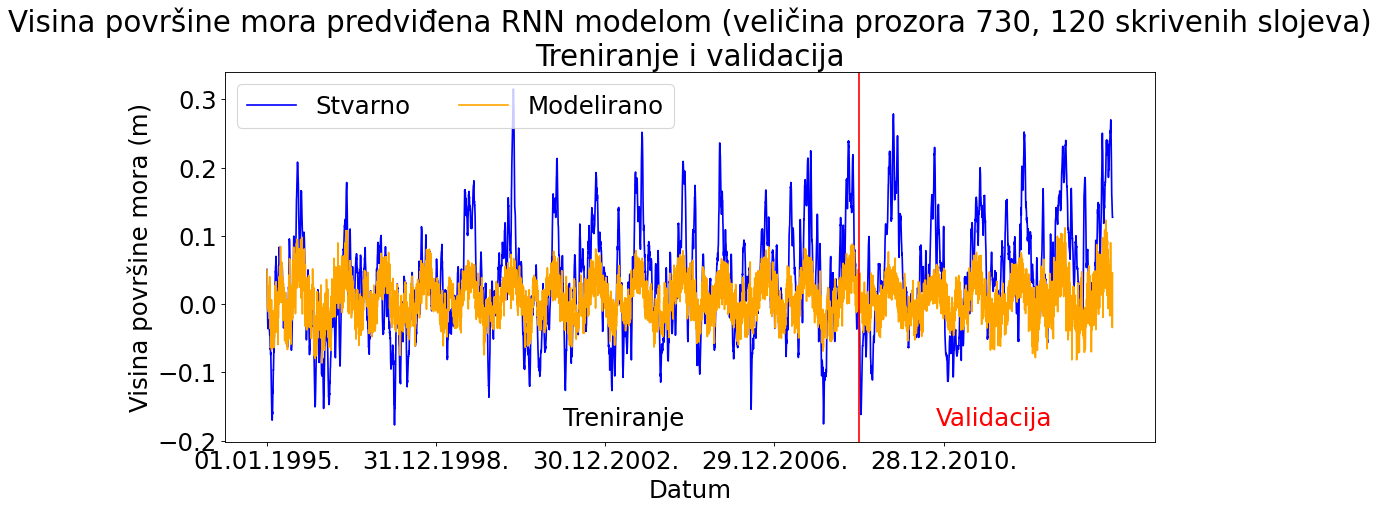 Visina površine mora predviđena RNN modelom (veličina prozora 730, 120 skrivenih slojeva)
Treniranje i validacija
Stvarno
Modelirano
Visina površine mora (m)
0.3
0.2
0.1
0.0
−0.1
−0.2
Treniranje
Validacija
01.01.1995.
31.12.1998.
30.12.2002.
29.12.2006.
28.12.2010.
Datum